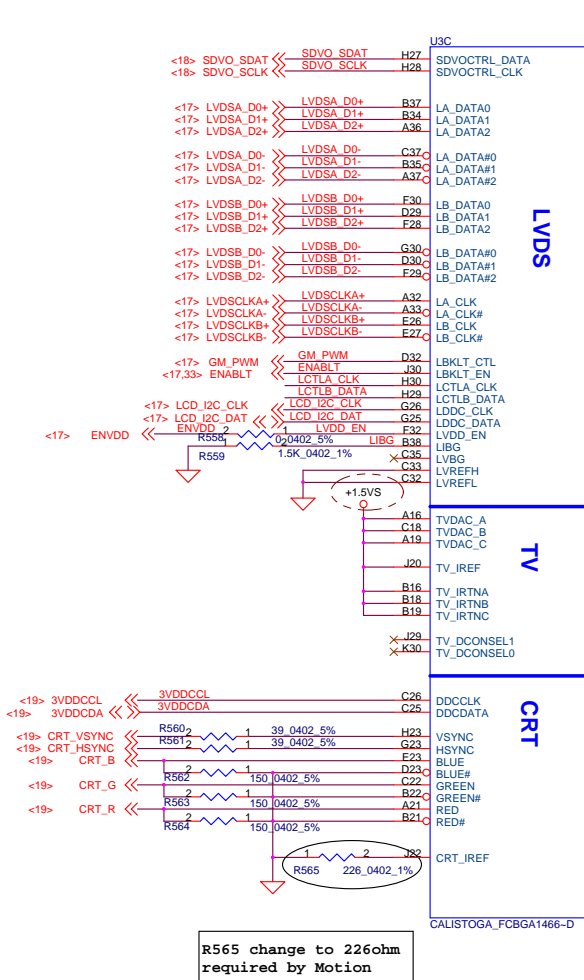 U3C
<18> SDVO_SDAT SDVO_SDAT H27 SDVOCTRL_DATA
<18> SDVO_SCLK SDVO_SCLK H28 SDVOCTRL_CLK
<17> LVDSA_D0+ LVDSA_D0+ B37 LA_DATA0
<17> LVDSA_D1+ LVDSA_D1+ B34 LA_DATA1
<17> LVDSA_D2+ LVDSA_D2+ A36 LA_DATA2
<17> LVDSA_D0- LVDSA_D0- C37 LA_DATA#0
<17> LVDSA_D1- LVDSA_D1- B35 LA_DATA#1
<17> LVDSA_D2- LVDSA_D2- A37 LA_DATA#2
<17> LVDSB_D0+ LVDSB_D0+ F30 LB_DATA0
<17> LVDSB_D1+ LVDSB_D1+ D29 LB_DATA1
<17> LVDSB_D2+ LVDSB_D2+ F28 LB_DATA2
LVDS
<17> LVDSB_D0- LVDSB_D0- G30 LB_DATA#0
<17> LVDSB_D1- LVDSB_D1- D30 LB_DATA#1
<17> LVDSB_D2- LVDSB_D2- F29 LB_DATA#2
<17> LVDSCLKA+ LVDSCLKA+ A32 LA_CLK
<17> LVDSCLKA- LVDSCLKA- A33 LA_CLK#
<17> LVDSCLKB+ LVDSCLKB+ E26 LB_CLK
<17> LVDSCLKB- LVDSCLKB- E27 LB_CLK#
<17> GM_PWM GM_PWM D32 LBKLT_CTL
<17,33> ENABLT ENABLT J30 LBKLT_EN
LCTLA_CLK H30 LCTLA_CLK
LCTLB_DATA H29 LCTLB_DATA
<17> LCD_I2C_CLK LCD_I2C_CLK G26 LDDC_CLK
<17> LCD_I2C_DAT LCD_I2C_DAT G25 LDDC_DATA
<17> ENVDD ENVDD 2 1 LVDD_EN F32 LVDD_EN
R558 0_0402_5%
1 2 LIBG B38 LIBG
R559 1.5K_0402_1%
C35 LVBG
C33 LVREFH
C32 LVREFL
+1.5VS
A16 TVDAC_A
C18 TVDAC_B
A19 TVDAC_C
TV
J20 TV_IREF
B16 TV_IRTNA
B18 TV_IRTNB
B19 TV_IRTNC
J29 TV_DCONSEL1
K30 TV_DCONSEL0
<19> 3VDDCCL 3VDDCCL C26 DDCCLK
<19> 3VDDCDA 3VDDCDA C25 DDCDATA
CRT
<19> CRT_VSYNC R560 2 1 39_0402_5% H23 VSYNC
<19> CRT_HSYNC R561 2 1 39_0402_5% G23 HSYNC
<19> CRT_B E23 BLUE
2 1 D23 BLUE#
R562 150_0402_5%
<19> CRT_G C22 GREEN
2 1 B22 GREEN#
R563 150_0402_5%
<19> CRT_R A21 RED
2 1 B21 RED#
R564 150_0402_5%
1 2 J22 CRT_IREF
R565 226_0402_1%
CALISTOGA_FCBGA1466~D
R565 change to 226ohm
required by Motion